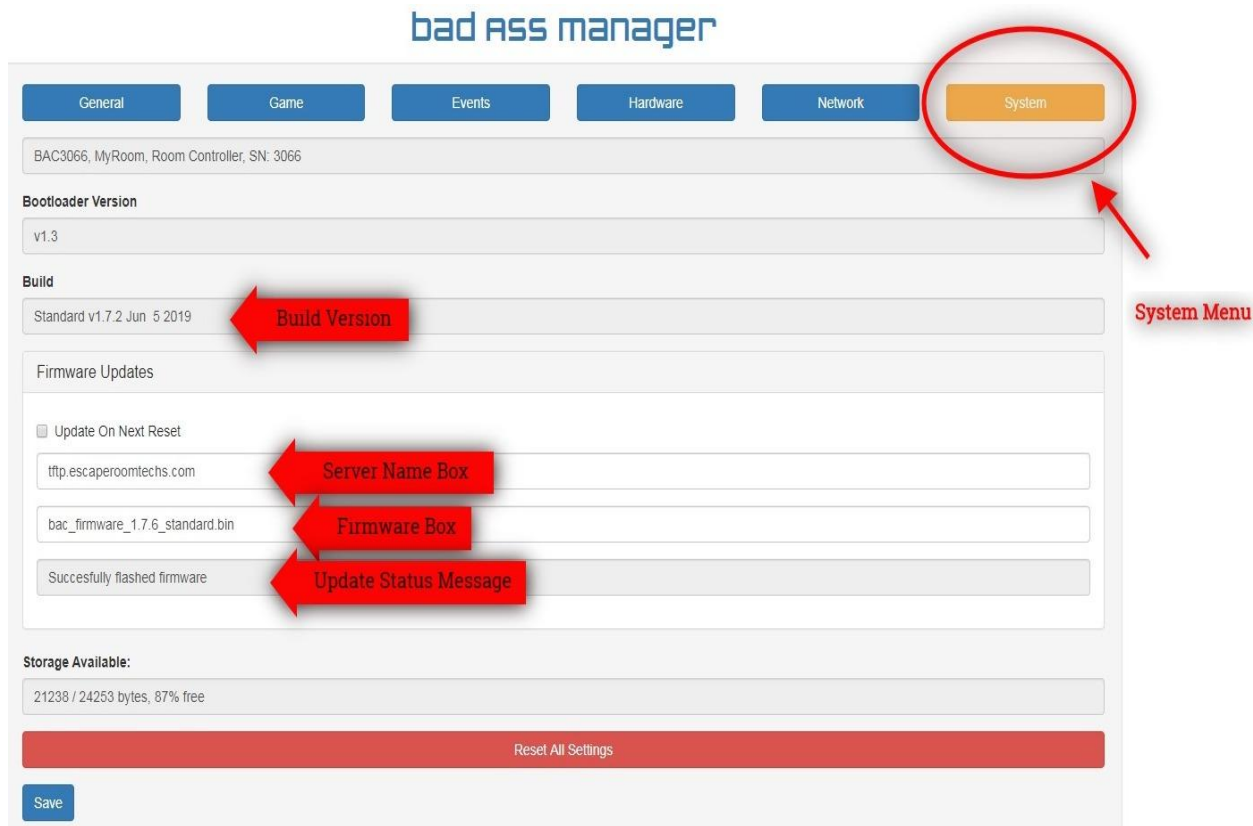 bad ass manager
General Game Events Hardware Network System
BAC3066, MyRoom, Room Controller, SN: 3066
Bootloader Version
v1.3
Build
Standard v1.7.2 Jun 5 2019
Build Version
System Menu
Firmware Updates
Update On Next Reset
tftp.escaperoomtechs.com
Server Name Box
bac_firmware_1.7.6_standard.bin
Firmware Box
Succesfully flashed firmware
Update Status Message
Storage Available:
21238 / 24253 bytes, 87% free
Reset All Settings
Save